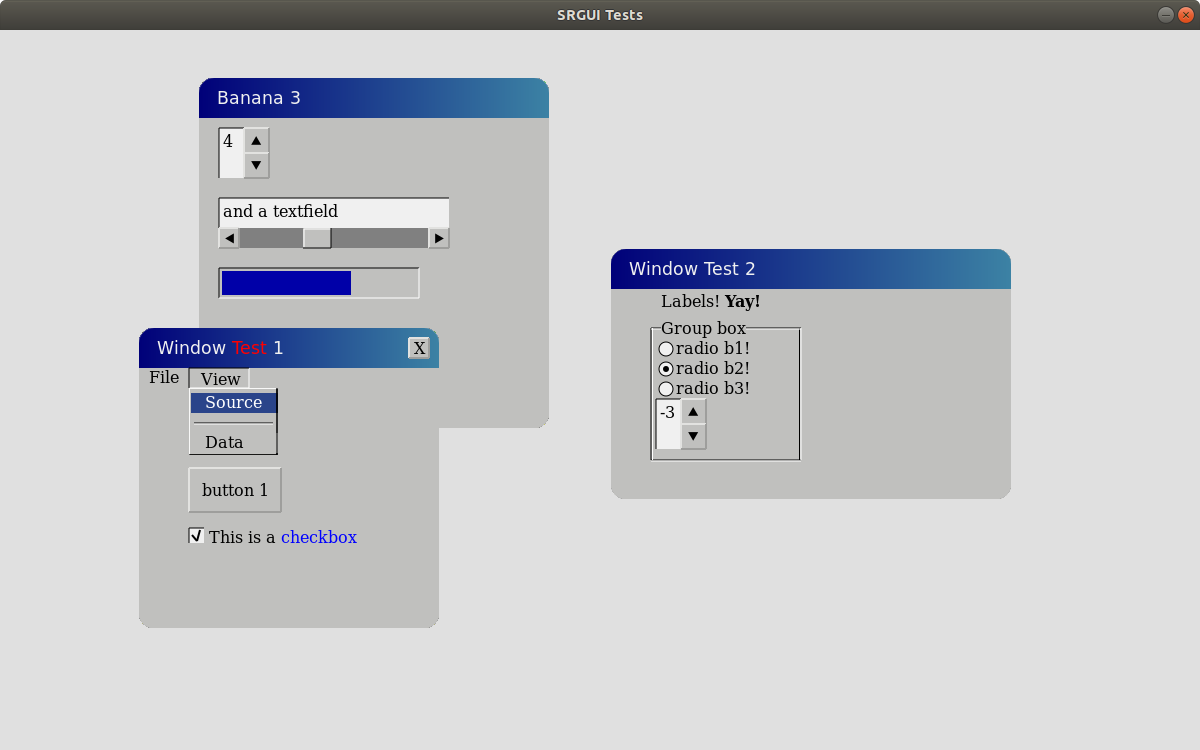 SRGUI Tests
Banana 3
4
and a textfield
Window Test 1
X
File View
Source
Data
button 1
This is a checkbox
Window Test 2
Labels! Yay!
Group box
radio b1!
radio b2!
radio b3!
-3